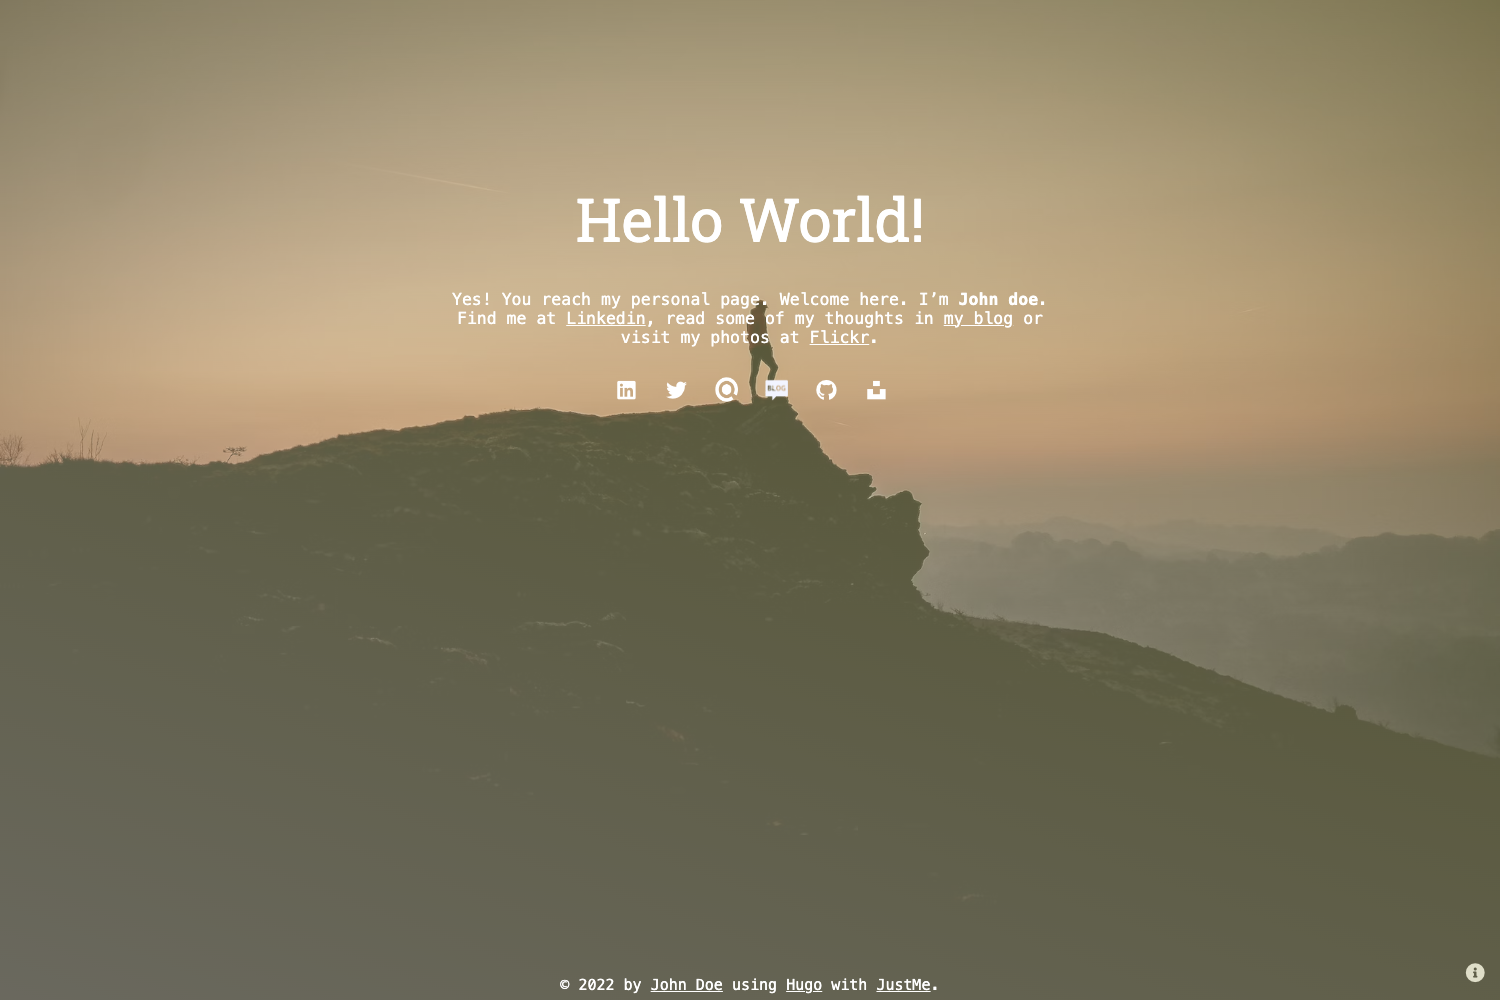 Hello World!
Yes! You reach my personal page. Welcome here. I’m John doe.
Find me at Linkedin, read some of my thoughts in my blog or
visit my photos at Flickr.
in
BLOG
© 2022 by John Doe using Hugo with JustMe.